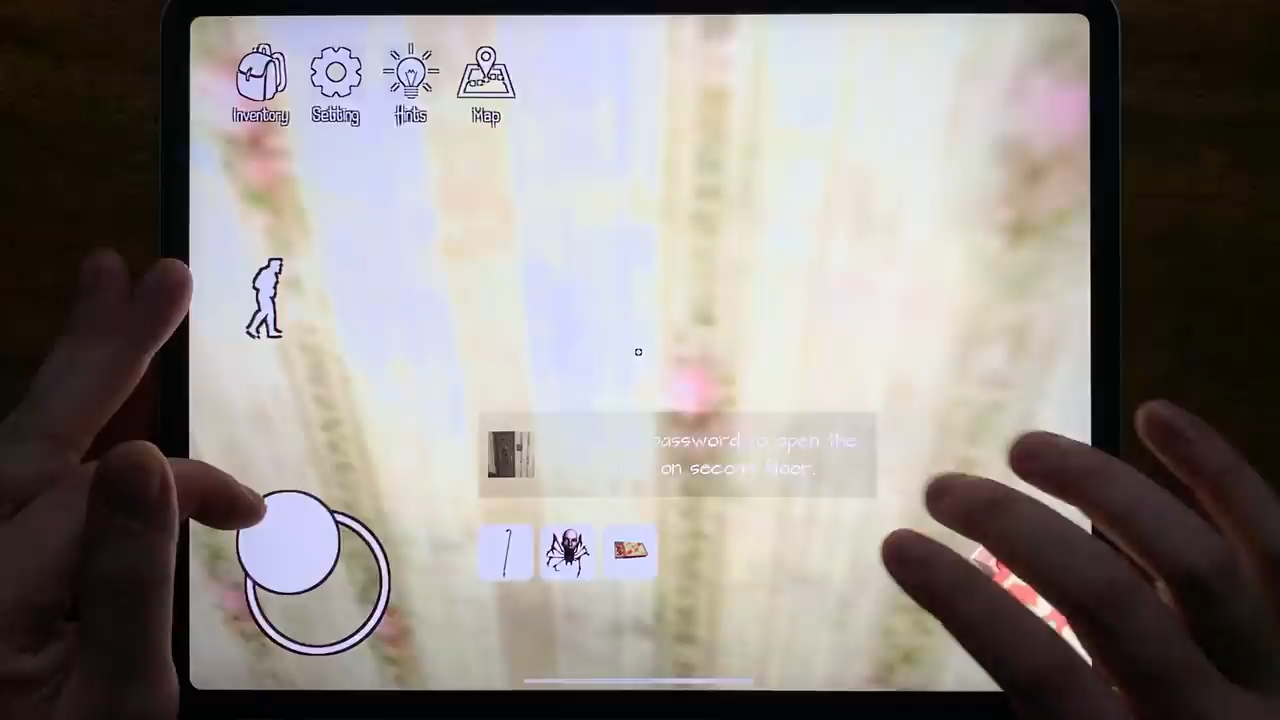 Inventory
Setting
Hints
Map
password to open the
on second floor.